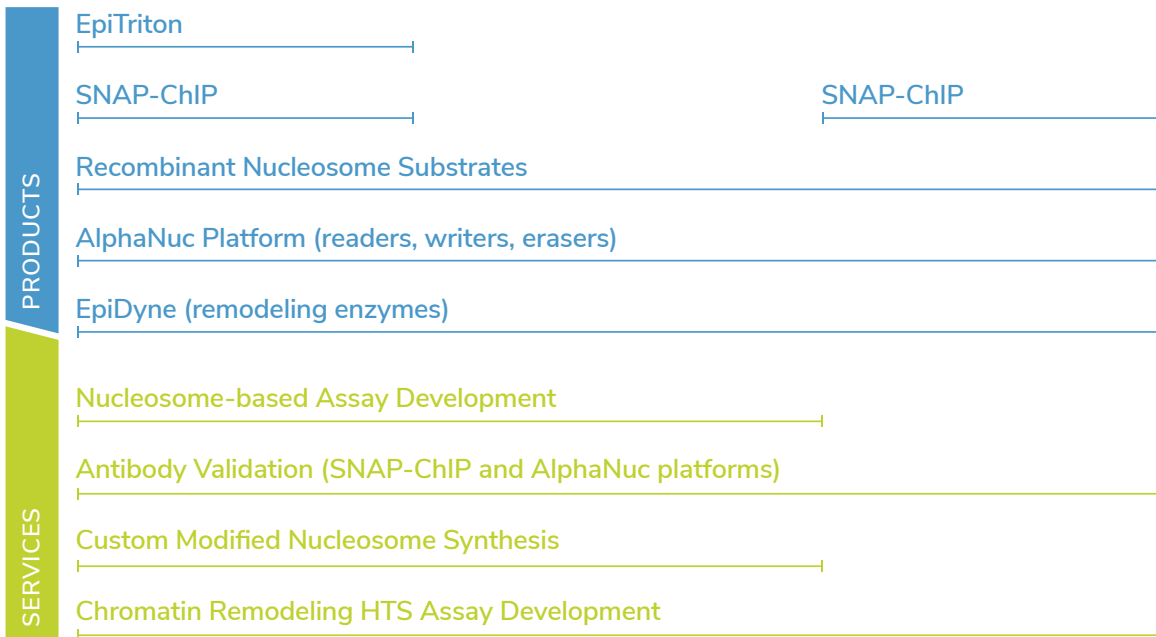 PRODUCTS
EpiTriton
SNAP-ChIP
SNAP-ChIP
Recombinant Nucleosome Substrates
AlphaNuc Platform (readers, writers, erasers)
EpiDyne (remodeling enzymes)
SERVICES
Nucleosome-based Assay Development
Antibody Validation (SNAP-ChIP and AlphaNuc platforms)
Custom Modified Nucleosome Synthesis
Chromatin Remodeling HTS Assay Development